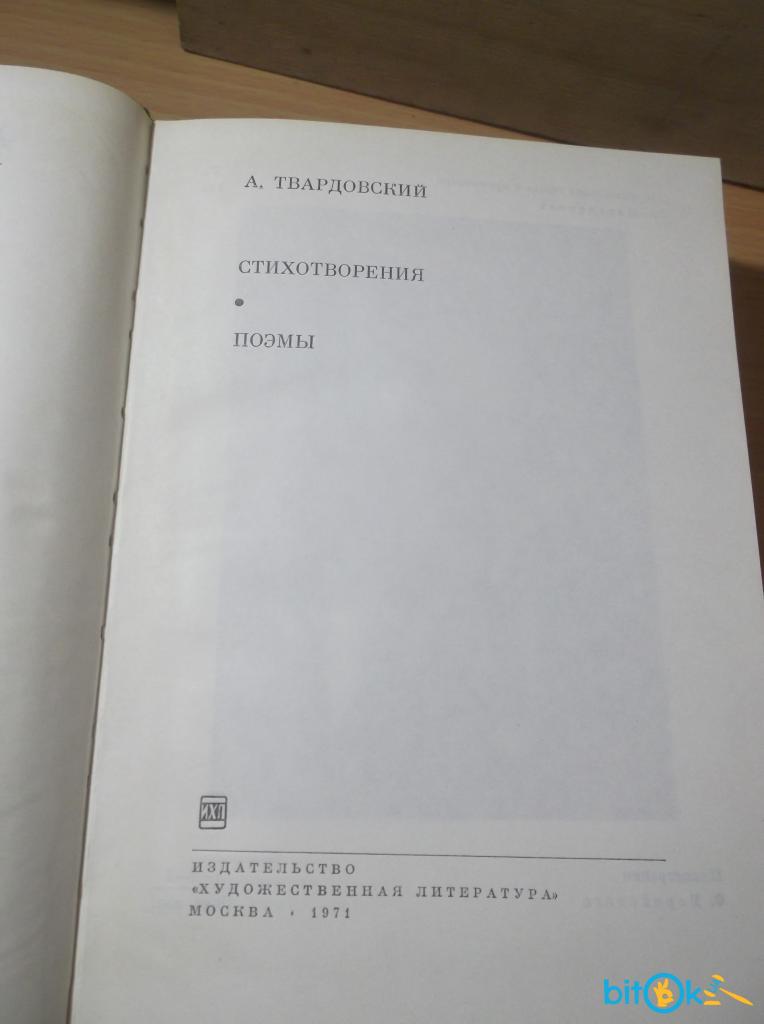 А. ТВАРДОВСКИЙ
СТИХОТВОРЕНИЯ
•
ПОЭМЫ
ИХЛ
ИЗДАТЕЛЬСТВО
«ХУДОЖЕСТВЕННАЯ ЛИТЕРАТУРА»
МОСКВА · 1971
bitOk